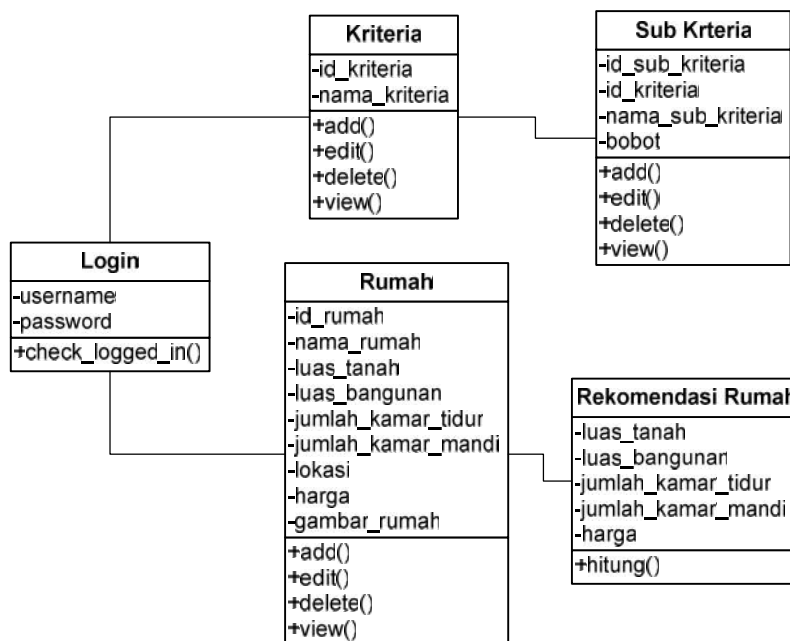 Kriteria
-id_kriteria
-nama_kriteria
+add()
+edit()
+delete()
+view()
Sub Krteria
-id_sub_kriteria
-id_kriteria
-nama_sub_kriteria
-bobot
+add()
+edit()
+delete()
+view()
Login
-username
-password
+check_logged_in()
Rumah
-id_rumah
-nama_rumah
-luas_tanah
-luas_bangunan
-jumlah_kamar_tidur
-jumlah_kamar_mandi
-lokasi
-harga
-gambar_rumah
+add()
+edit()
+delete()
+view()
Rekomendasi Rumah
-luas_tanah
-luas_bangunan
-jumlah_kamar_tidur
-jumlah_kamar_mandi
-harga
+hitung()